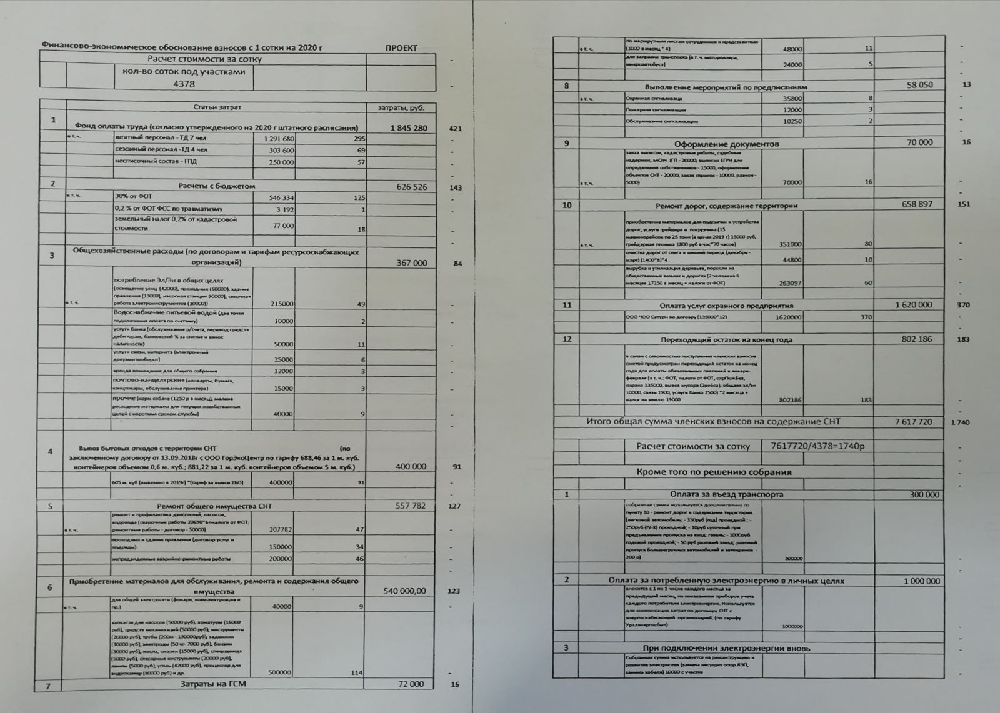 Финансово-экономическое обоснование взносов с 1 сотки на 2020 г ПРОЕКТ
Расчет стоимости за сотку
кол-во соток под участками
4378
Статьи затрат затраты, руб.
1 Фонд оплаты труда (согласно утвержденного на 2020 г штатного расписания) 1 845 280 421
в т. ч. штатный персонал - ТД 7 чел 1 291 680 295
сезонный персонал -ТД 4 чел 303 600 69
несписочный состав - ГПД 250 000 57
2 Расчеты с бюджетом 626 526 143
в т. ч. 30% от ФОТ 546 334 125
0,2 % от ФОТ ФСС по травматизму 3 192 1
земельный налог 0,2% от кадастровой
стоимости 77 000 18
3 Общехозяйственные расходы (по договорам и тарифам ресурсоснабжающих
организаций) 367 000 84
потребление Эл/Эн в общих целях
(освещение улиц (42000), проходные (60000), здание
правления (13000), насосная станция 90000), сезонная
в т. ч. работа электроинструментов (10000)) 215000 49
Водоснабжение питьевой водой (две точки
подключения оплата по счетчику) 10000 2
услуги банка (обслуживание р/счета, перевод средств
дебиторам, банковский % за снятие и взнос
наличности) 50000 11
услуги связи, интернета (электронный
документооборот) 25000 6
аренда помещения для общего собрания 12000 3
почтово-канцелярские (конверты, бумага,
канцтовары, обслуживание принтера) 15000 3
прочие (корм собаке (1250 р в месяц), мелкие
расходные материалы для текущих хозяйственных
целей с коротким сроком службы) 40000 9
4 Вывоз бытовых отходов с территории СНТ (по
заключенному договору от 13.09.2018г с ООО ГорЭкоЦентр по тарифу 688,46 за 1 м. куб.
контейнеров объемом 0,6 м. куб.; 881,22 за 1 м. куб. контейнеров объемом 5 м. куб.) 400 000 91
605 м. куб (вывезено в 2019г) *(тариф за вывоз ТБО) 400000 91
5 Ремонт общего имущества СНТ 557 782 127
ремонт и профилактика двигателей, насосов,
водовода (сварочные работы 20690*6+налоги от ФОТ,
в т. ч. ремонтные работы - договор - 50000) 207782 47
проходных и здания правления (договор услуг и
подряды) 150000 34
непредвиденные аварийно-ремонтные работы 200000 46
6 Приобретение материалов для обслуживания, ремонта и содержания общего
имущества 540 000,00 123
для общей электросети (фонари, комплектующие и
в т. ч. пр.) 40000 9
запчасти для насосов (50000 руб), арматуры (16000
руб), средств механизаций (50000 руб), инструменты
(20000 руб), трубы (200м - 130000руб), задвижки
(30000 руб), электроды (50 кг- 7000 руб), бензин
(30000 руб), масла, смазки (15000 руб), спецодежда
(5000 руб), слесарные инструменты (20000 руб),
лампы (5000 руб), уголь (42000 руб), процессор для
видеокамер (80000 руб) и др. 500000 114
7 Затраты на ГСМ 72 000 16
по маршрутным листам сотрудников и представители
в т. ч. (1000 в месяц * 4) 48000 11
для заправки транспорта (в т. ч. мотороллера,
микроавтобуса) 24000 5
8 Выполнение мероприятий по предписаниям 58 050 13
в т. ч. Охранная сигнализаци 35800 8
Пожарная сигнализация 12000 3
Обслуживание сигнализации 10250 2
9 Оформление документов 70 000 16
заказ выписок, кадастровые работы, судебные
издержки, - 20000, выписки ЕГРН для
определения собственников - 15000, оформление
объектов СНТ - 20000, заказ справок - 10000, разное -
в т. ч. 5000) 70000 16
10 Ремонт дорог, содержание территории 658 897 151
приобретение материалов для подсыпки и устройства
дорог, услуги грейдера и погрузчика (15
машинорейсов по 25 тонн (в ценах 2019 г) 15000 руб,
в т. ч. грейдерная техника 1800 руб в час*70 часов) 351000 80
очистка дорог от снега в зимний период (декабрь -
март) (1400*8)*4 44800 10
вырубка и утилизация деревьев, поросли на
общественных землях и дорогах (2 человека 6
месяцев 17250 в месяц + налоги от ФОТ) 263097 60
11 Оплата услуг охранного предприятия 1 620 000 370
ООО ЧОО Сатурн по договру (135000*12) 1620000 370
12 Переходящий остаток на конец года 802 186 183
в связи с сезонностью поступления членских взносов
сметой предусмотрен переходящий остаток на конец
года для оплаты обязательных платежей в январе-
феврале (в т. ч.: ФОТ, налоги от ФОТ,
охрана 135000, вывоз мусора (2рейса), общая эл/эн
10000, связь 1900, услуги банка 2500) *2 месяца +
налог на землю 19000 802186 183
Итого общая сумма членских взносов на содержание СНТ 7 617 720 1 740
Расчет стоимости за сотку 7617720/4378=1740р
Кроме того по решению собрания
1 Оплата за въезд транспорта 300 000
собранная сумма используется дополнительно по
пункту 10 - ремонт дорог и содержание территории
(легковой автомобиль: - 350руб (год) проездной ; -
250руб (IV-X) проездной; - 10руб суточный при
предъявлении пропуска на вход; газель: - 1000руб
годовой проездной; - 50 руб разовый заезд; разовый
пропуск большегрузных автомобилей и автокранов -
200 р) 300000
2 Оплата за потребленную электроэнергию в личных целях 1 000 000
вносится с 1 по 5 число каждого месяца за
предыдущий месяц, по показаниям приборов учета
каждого потребителя электроэнергии. Используется
для компенсации затрат по договору СНТ с
энергоснабжающей организацией. (по тарифу
Уралэнергосбыт) 1000000
3 При подключении электроэнергии вновь
Собранная сумма используется на реконструкцию и
развитие электросети (замена несущих опор ЛЭП,
замена кабеля) 10000 с участка